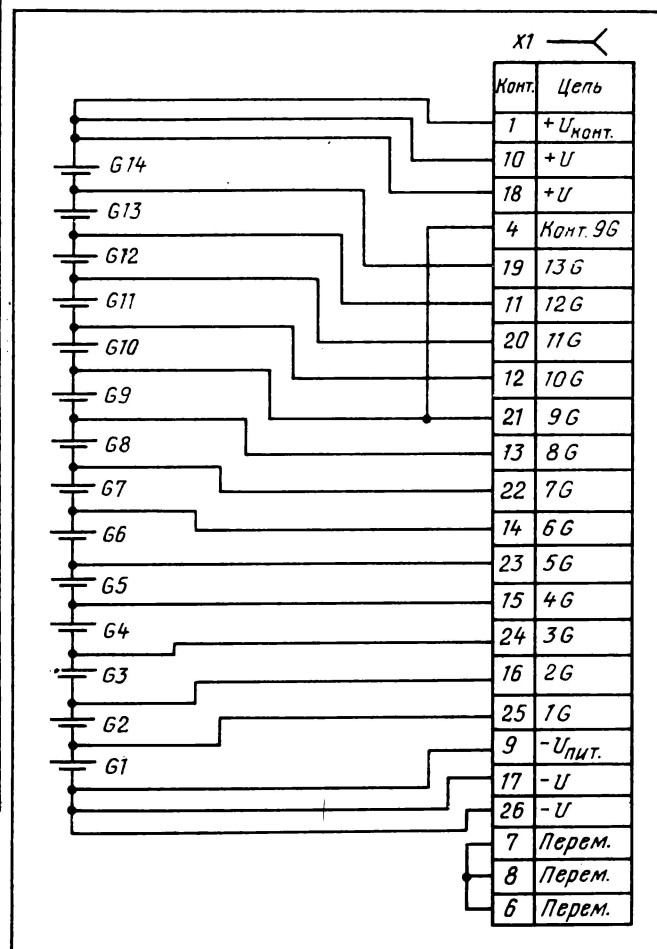 X1
Конт. Цепь
1 +Uконт.
10 +U
18 +U
4 Конт. 9G
19 13G
11 12G
20 11G
12 10G
21 9G
13 8G
22 7G
14 6G
23 5G
15 4G
24 3G
16 2G
25 1G
9 -Uпит.
17 -U
26 -U
7 Перем.
8 Перем.
6 Перем.
G14
G13
G12
G11
G10
G9
G8
G7
G6
G5
G4
G3
G2
G1